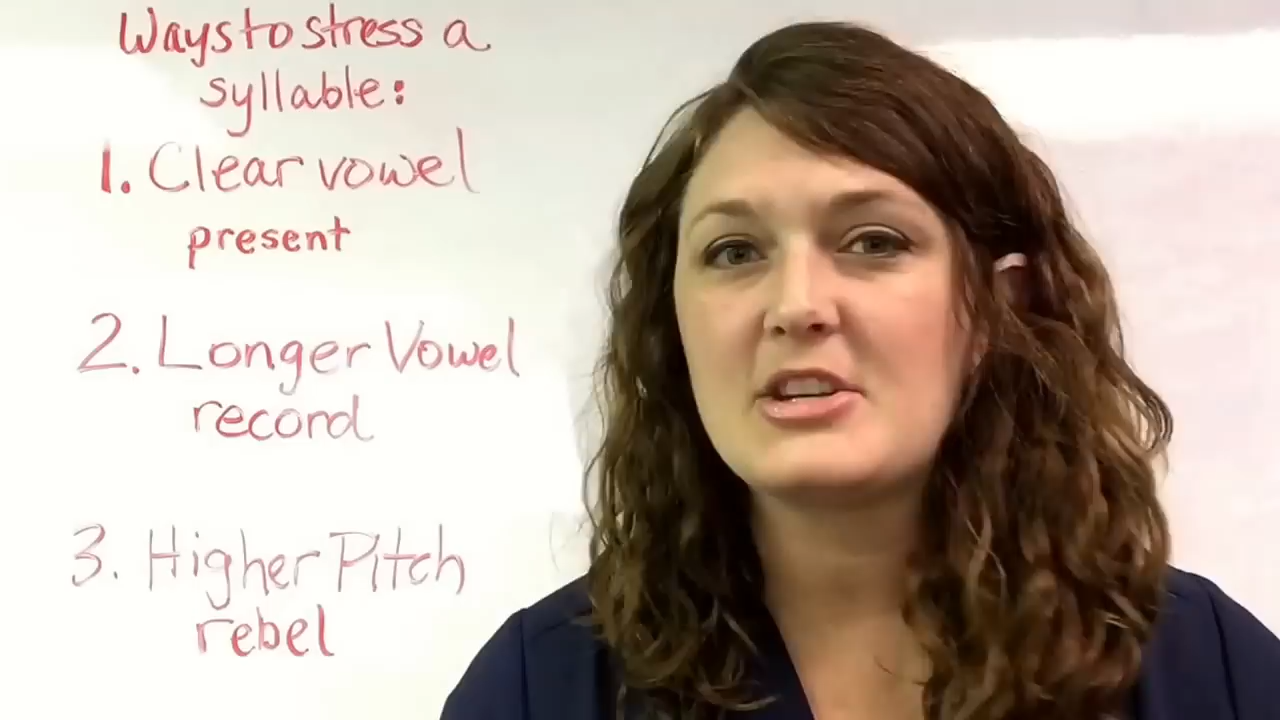 Ways to stress a
syllable:
1. Clear vowel
present
2. Longer Vowel
record
3. Higher Pitch
rebel